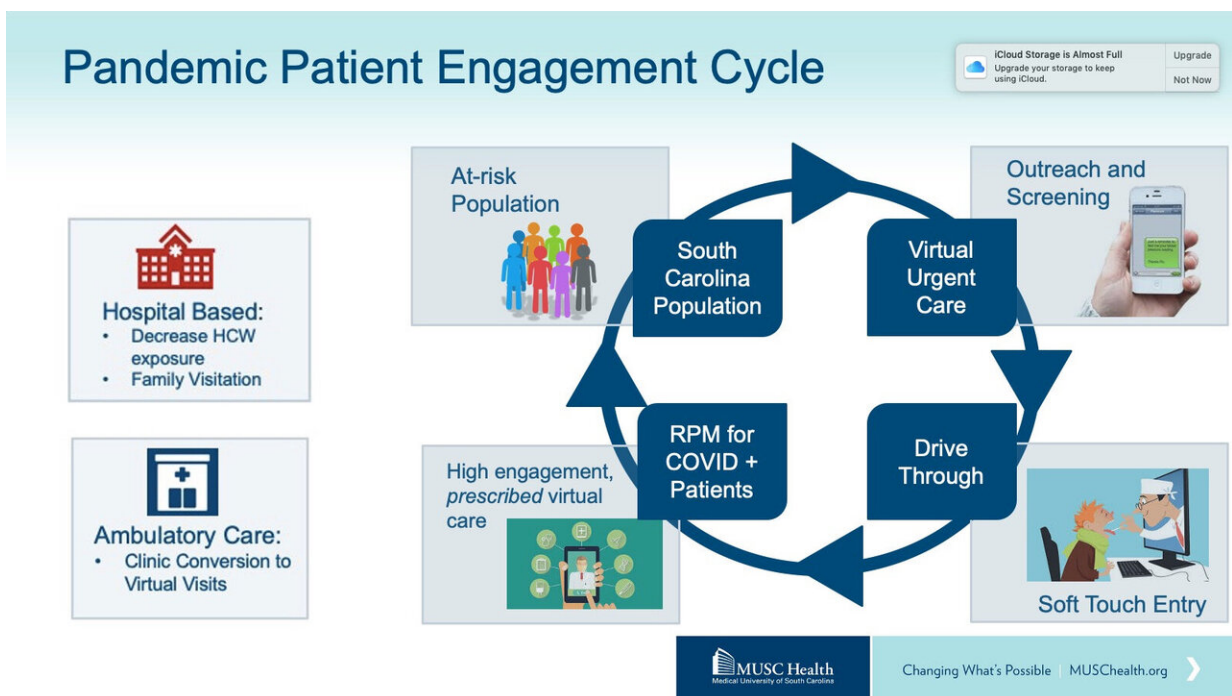 Pandemic Patient Engagement Cycle
iCloud Storage is Almost Full
Upgrade your storage to keep
using iCloud.
Upgrade
Not Now
Hospital Based:
• Decrease HCW
exposure
• Family Visitation
Ambulatory Care:
• Clinic Conversion to
Virtual Visits
At-risk
Population
South
Carolina
Population
Outreach and
Screening
Virtual
Urgent
Care
High engagement,
prescribed virtual
care
RPM for
COVID +
Patients
Drive
Through
Soft Touch Entry
MUSC Health
Medical University of South Carolina
Changing What's Possible | MUSChealth.org